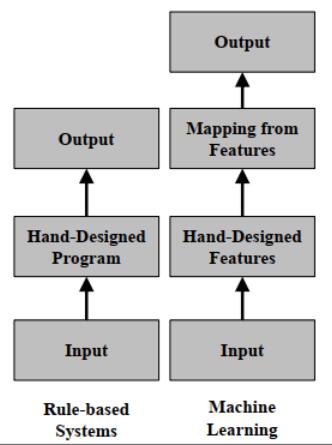 Output
Mapping from
Features
Output
Hand-Designed
Program
Hand-Designed
Features
Input
Input
Rule-based
Systems
Machine
Learning